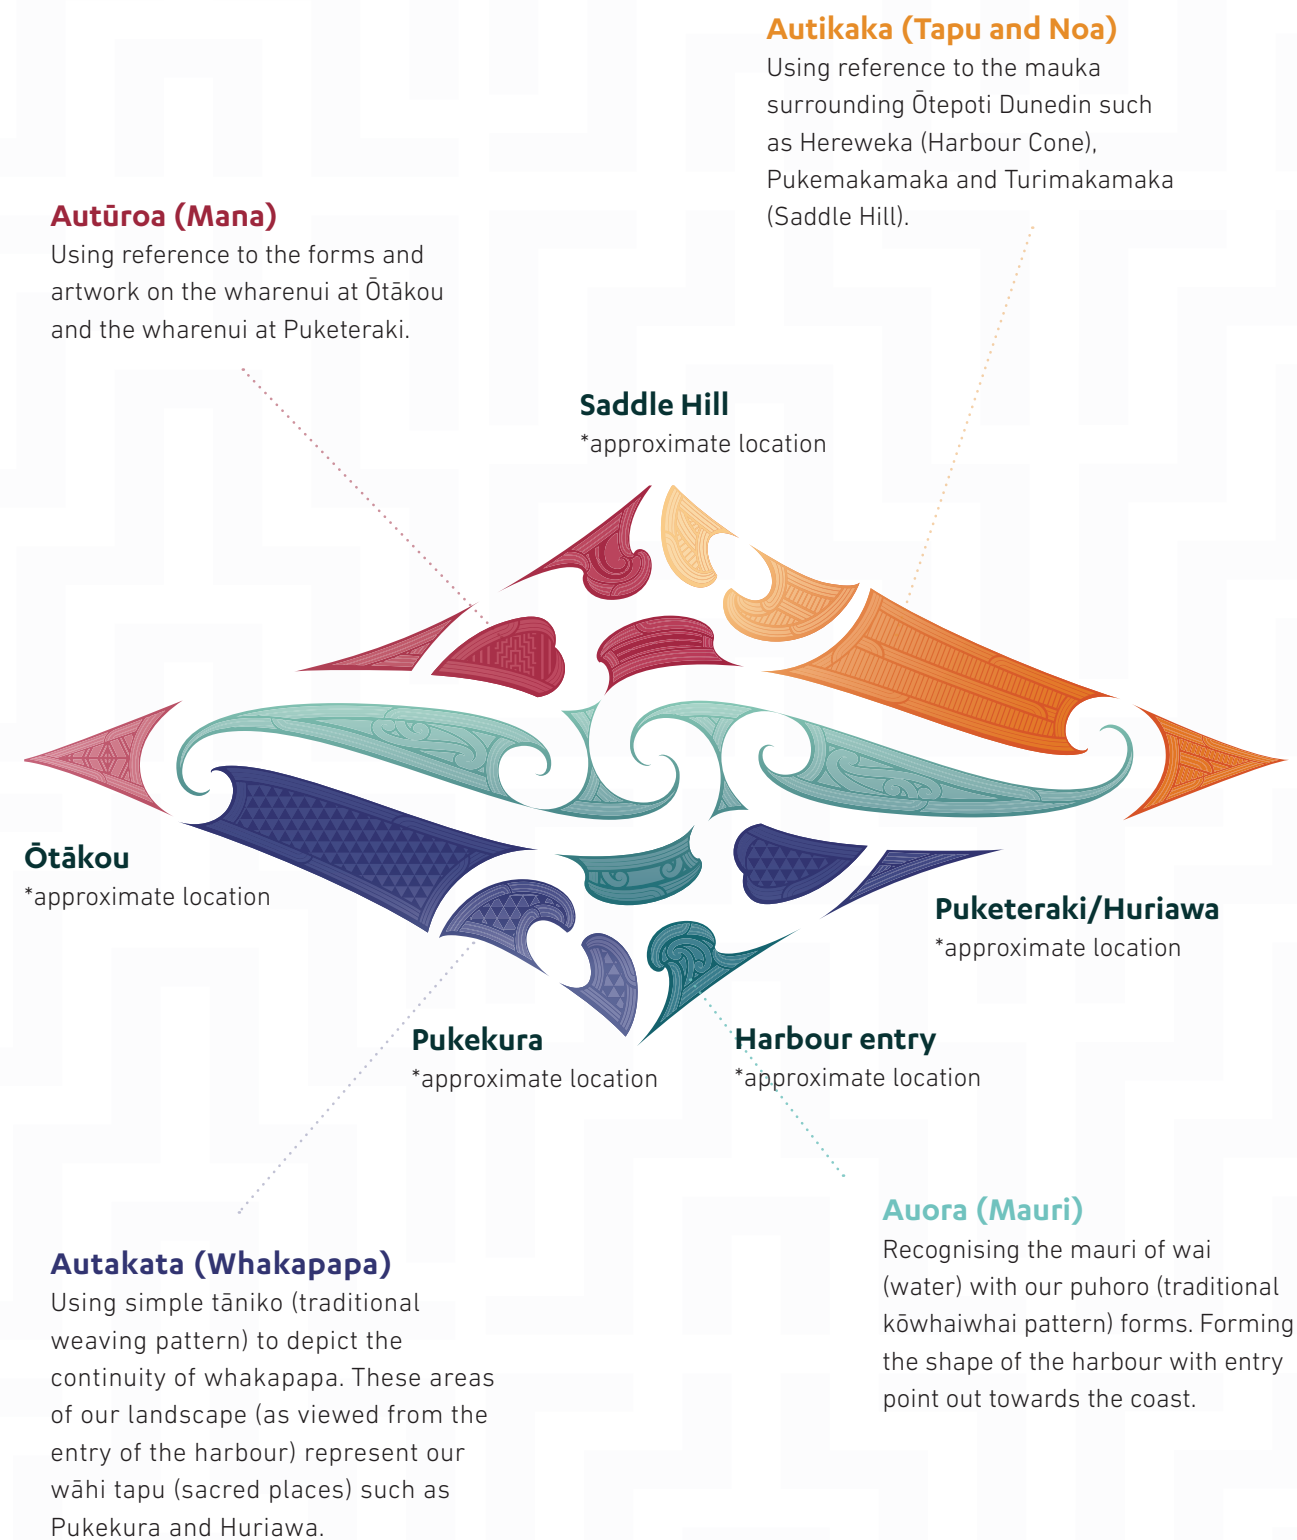 Autikaka (Tapu and Noa)
Using reference to the mauka
surrounding Ōtepoti Dunedin such
as Hereweka (Harbour Cone),
Pukemakamaka and Turimakamaka
(Saddle Hill).
Autūroa (Mana)
Using reference to the forms and
artwork on the wharenui at Ōtākou
and the wharenui at Puketeraki.
Saddle Hill
*approximate location
Ōtākou
*approximate location
Puketeraki/Huriawa
*approximate location
Pukekura
*approximate location
Harbour entry
*approximate location
Autakata (Whakapapa)
Using simple tāniko (traditional
weaving pattern) to depict the
continuity of whakapapa. These areas
of our landscape (as viewed from the
entry of the harbour) represent our
wāhi tapu (sacred places) such as
Pukekura and Huriawa.
Auora (Mauri)
Recognising the mauri of wai
(water) with our puhoro (traditional
kōwhaiwhai pattern) forms. Forming
the shape of the harbour with entry
point out towards the coast.